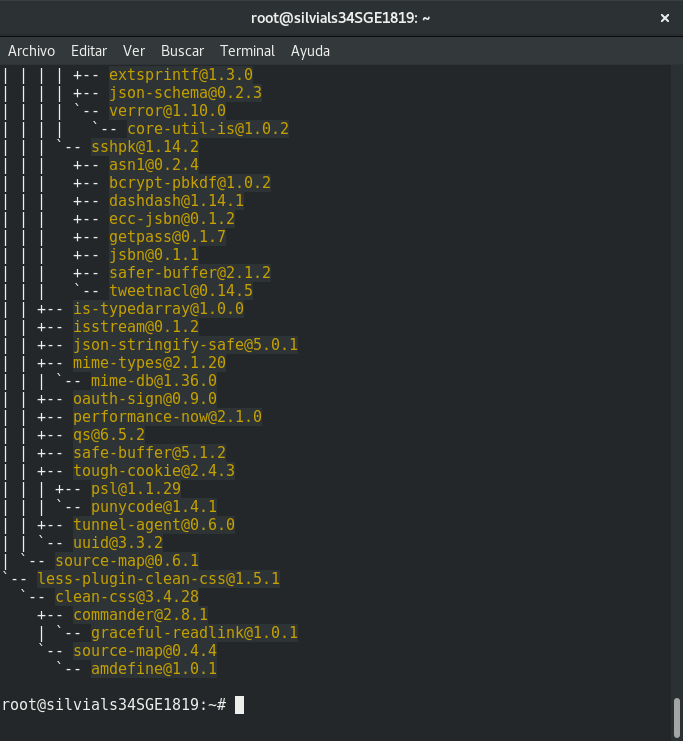 root@silvials34SGE1819: ~
Archivo Editar Ver Buscar Terminal Ayuda
| | | | +-- extsprintf@1.3.0
| | | | +-- json-schema@0.2.3
| | | | `-- verror@1.10.0
| | | |   `-- core-util-is@1.0.2
| | | `-- sshpk@1.14.2
| | |   +-- asn1@0.2.4
| | |   +-- bcrypt-pbkdf@1.0.2
| | |   +-- dashdash@1.14.1
| | |   +-- ecc-jsbn@0.1.2
| | |   +-- getpass@0.1.7
| | |   +-- jsbn@0.1.1
| | |   +-- safer-buffer@2.1.2
| | |   `-- tweetnacl@0.14.5
| | +-- is-typedarray@1.0.0
| | +-- isstream@0.1.2
| | +-- json-stringify-safe@5.0.1
| | +-- mime-types@2.1.20
| | | `-- mime-db@1.36.0
| | +-- oauth-sign@0.9.0
| | +-- performance-now@2.1.0
| | +-- qs@6.5.2
| | +-- safe-buffer@5.1.2
| | +-- tough-cookie@2.4.3
| | | +-- psl@1.1.29
| | | `-- punycode@1.4.1
| | +-- tunnel-agent@0.6.0
| | `-- uuid@3.3.2
| `-- source-map@0.6.1
`-- less-plugin-clean-css@1.5.1
  `-- clean-css@3.4.28
    +-- commander@2.8.1
    | `-- graceful-readlink@1.0.1
    `-- source-map@0.4.4
      `-- amdefine@1.0.1
root@silvials34SGE1819:~#